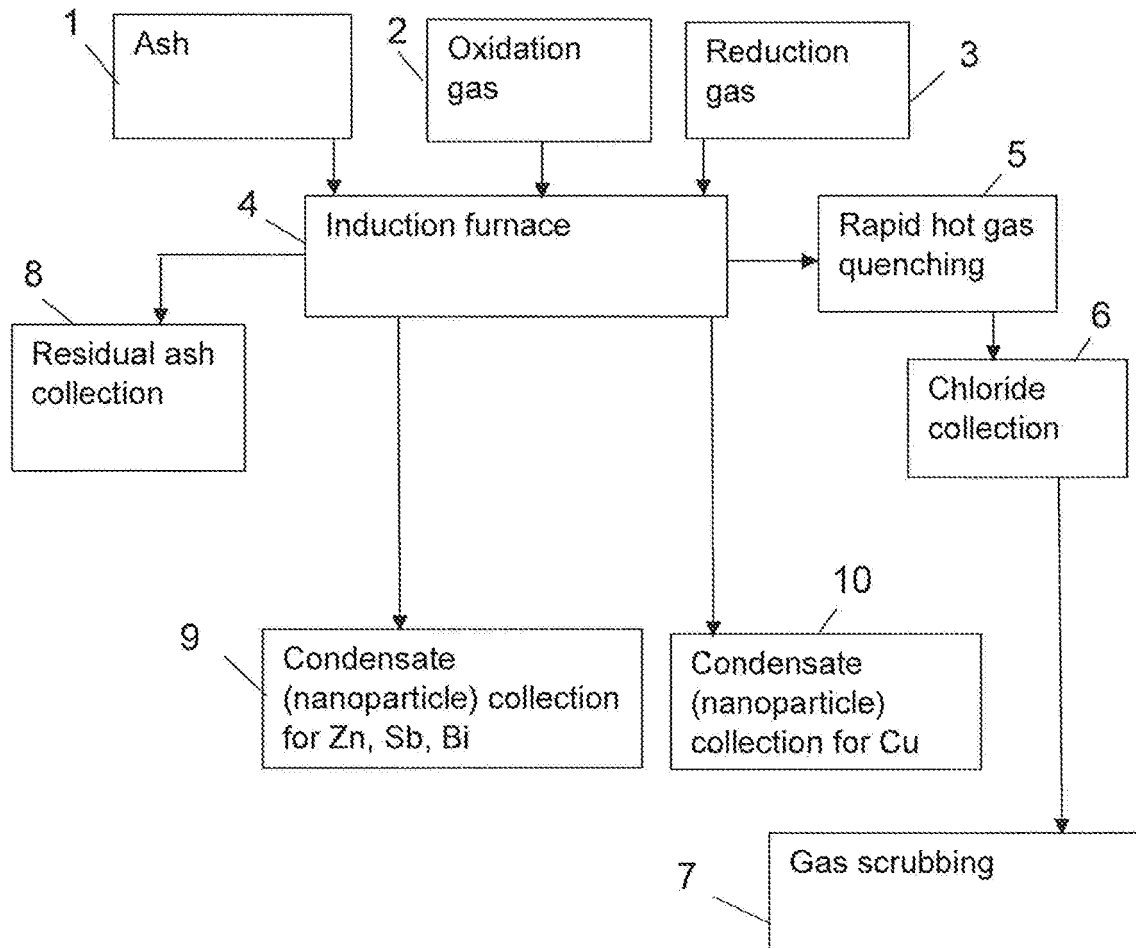 1
Ash
2
Oxidation
gas
Reduction
gas
3
4
Induction furnace
5
Rapid hot gas
quenching
8
Residual ash
collection
6
Chloride
collection
9
Condensate
(nanoparticle) collection
for Zn, Sb, Bi
10
Condensate
(nanoparticle)
collection for Cu
7
Gas scrubbing